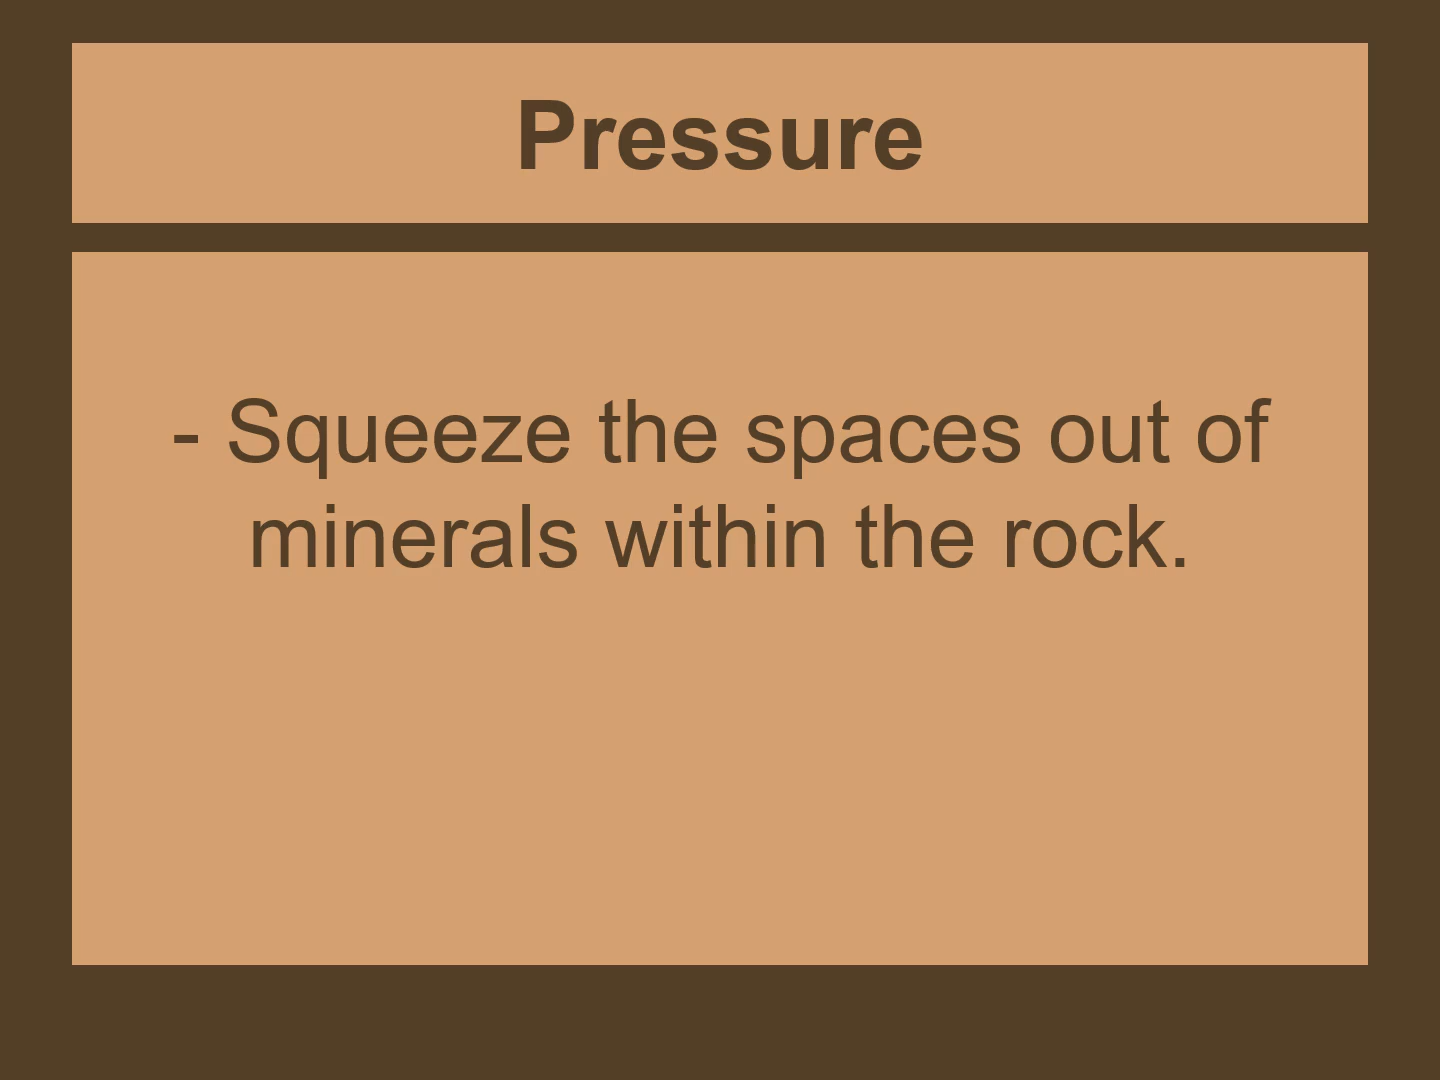 Pressure
- Squeeze the spaces out of
minerals within the rock.